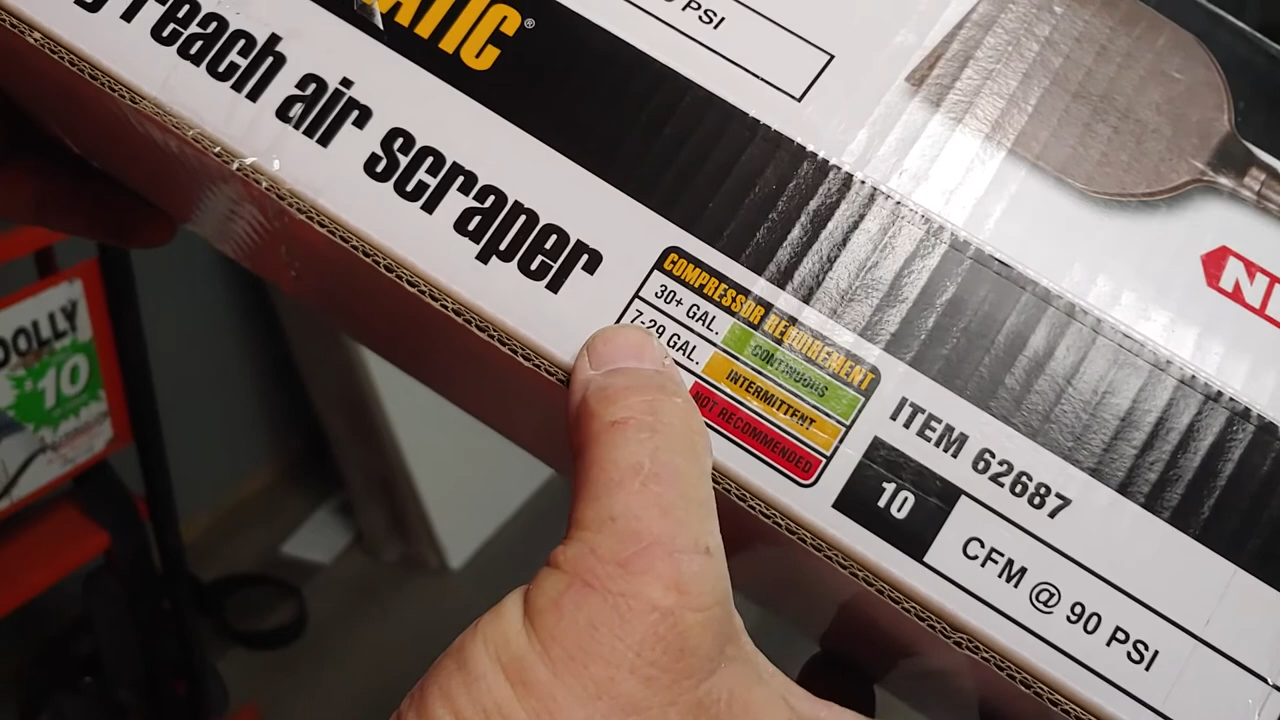 ATIC®
reach air scraper
PSI
COMPRESSOR REQUIREMENT
30+ GAL. CONTINUOUS
7-29 GAL. INTERMITTENT
NOT RECOMMENDED
ITEM 62687
10 CFM @ 90 PSI
DOLLY
$10